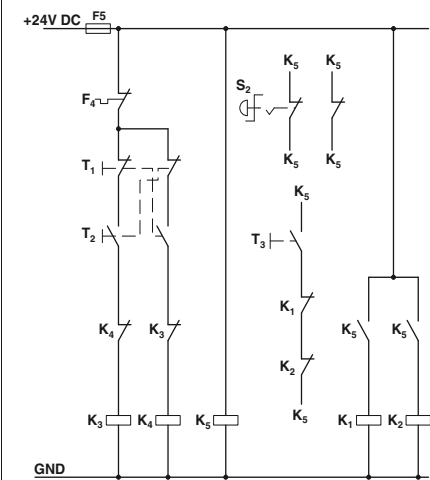 +24V DC F5
K5 K5
S2
F4
K5 K5
T1
K5
T2
T3
K1
K4 K3 K5 K5
K2
K5
K3 K4 K5 K1 K2
GND